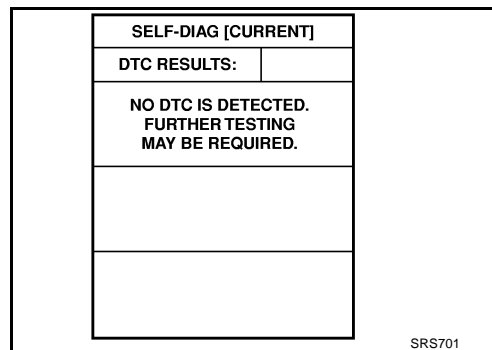 SELF-DIAG [CURRENT]
DTC RESULTS:
NO DTC IS DETECTED.
FURTHER TESTING
MAY BE REQUIRED.
SRS701